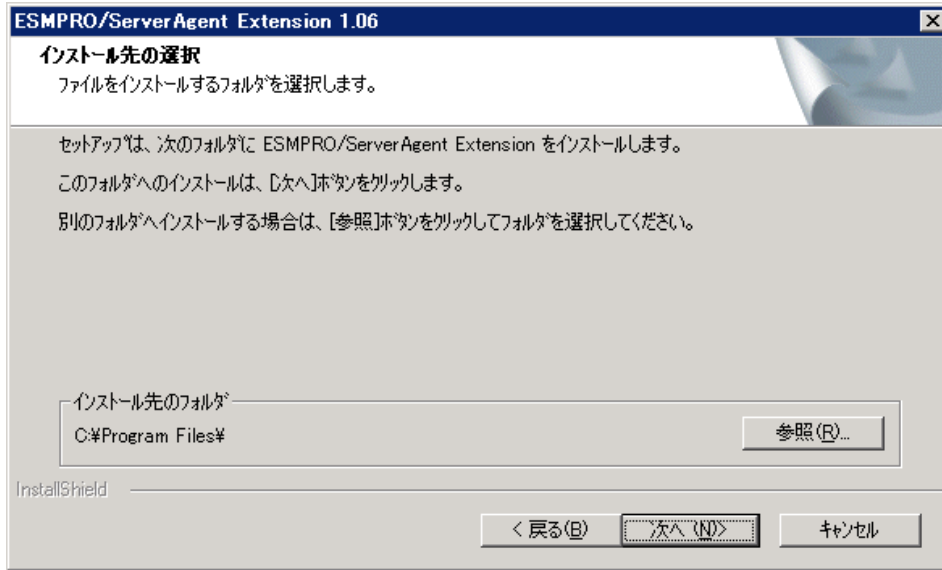 ESMPRO/ServerAgent Extension 1.06
インストール先の選択
ファイルをインストールするフォルダを選択します。
セットアップは、次のフォルダに ESMPRO/ServerAgent Extension をインストールします。
このフォルダへのインストールは、[次へ]ボタンをクリックします。
別のフォルダへインストールする場合は、[参照]ボタンをクリックしてフォルダを選択してください。
インストール先のフォルダ
C:¥Program Files¥
参照(R)...
InstallShield
< 戻る(B)
次へ (N)>
キャンセル